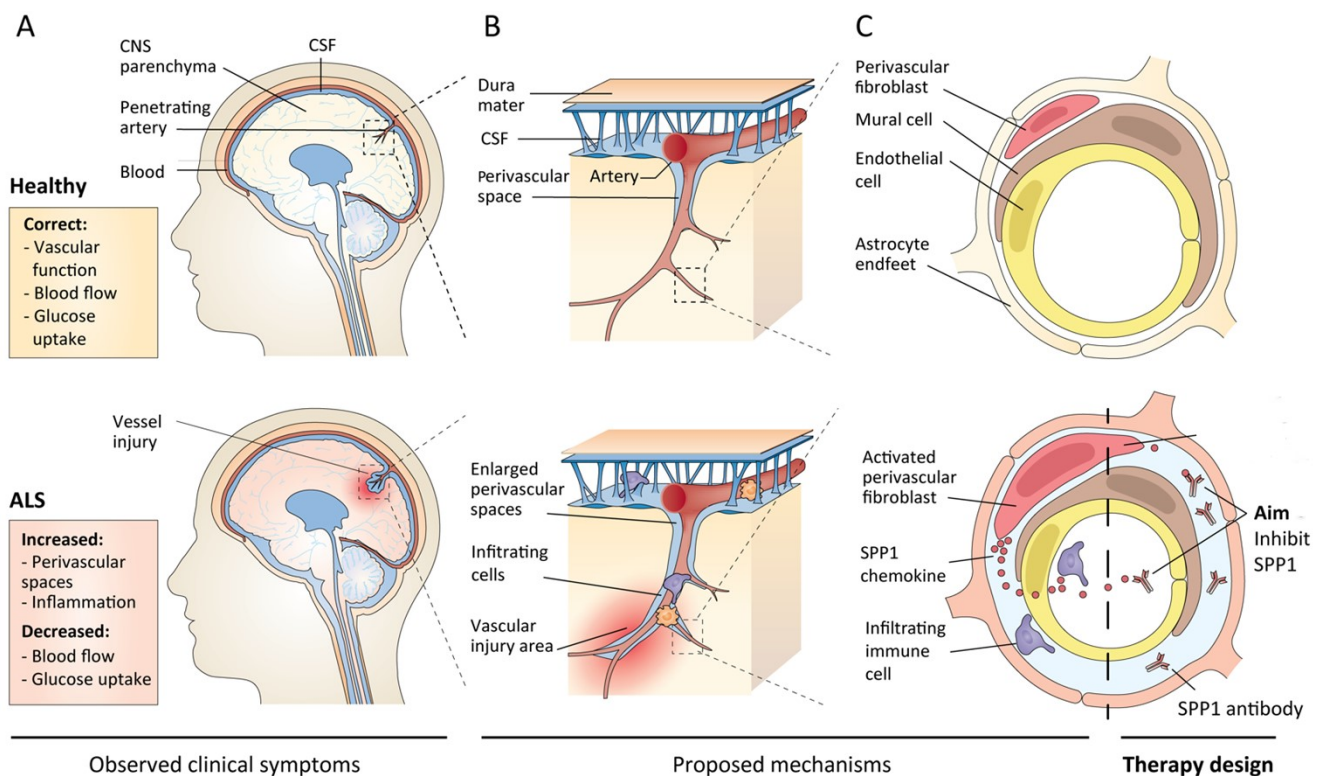 A
CNS
parenchyma
CSF
Penetrating
artery
Blood
Healthy
Correct:
- Vascular
function
- Blood flow
- Glucose
uptake
B
Dura
mater
CSF
Perivascular
space
Artery
C
Perivascular
fibroblast
Mural cell
Endothelial
cell
Astrocyte
endfeet
Vessel
injury
ALS
Increased:
- Perivascular
spaces
- Inflammation
Decreased:
- Blood flow
- Glucose uptake
Enlarged
perivascular
spaces
Infiltrating
cells
Vascular
injury area
Activated
perivascular
fibroblast
SPP1
chemokine
Infiltrating
immune
cell
Aim
Inhibit
SPP1
SPP1 antibody
Observed clinical symptoms
Proposed mechanisms
Therapy design